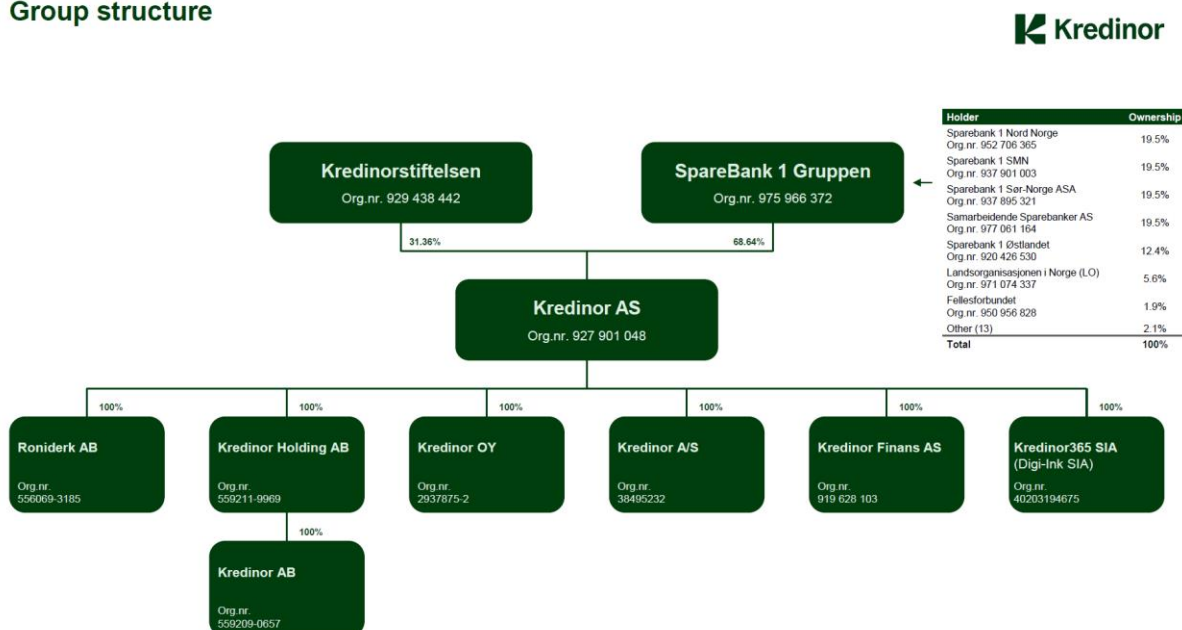 Group structure
Kredinor
Holder Ownership
Sparebank 1 Nord Norge
Org.nr. 952 706 365
19.5%
Sparebank 1 SMN
Org.nr. 937 901 003
19.5%
Sparebank 1 Sør-Norge ASA
Org.nr. 937 895 321
19.5%
Samarbeidende Sparebanker AS
Org.nr. 977 061 164
19.5%
Sparebank 1 Østlandet
Org.nr. 920 426 530
12.4%
Landsorganisasjonen i Norge (LO)
Org.nr. 971 074 337
5.6%
Fellesforbundet
Org.nr. 950 956 828
1.9%
Other (13) 2.1%
Total 100%
Kredinorstiftelsen
Org.nr. 929 438 442
SpareBank 1 Gruppen
Org.nr. 975 966 372
31.36%
68.64%
Kredinor AS
Org.nr. 927 901 048
100%
100%
100%
100%
100%
100%
Roniderk AB
Org.nr.
556069-3185
Kredinor Holding AB
Org.nr.
559211-9969
Kredinor OY
Org.nr.
2937875-2
Kredinor A/S
Org.nr.
38495232
Kredinor Finans AS
Org.nr.
919 628 103
Kredinor365 SIA
(Digi-Ink SIA)
Org.nr.
40203194675
100%
Kredinor AB
Org.nr.
559209-0657